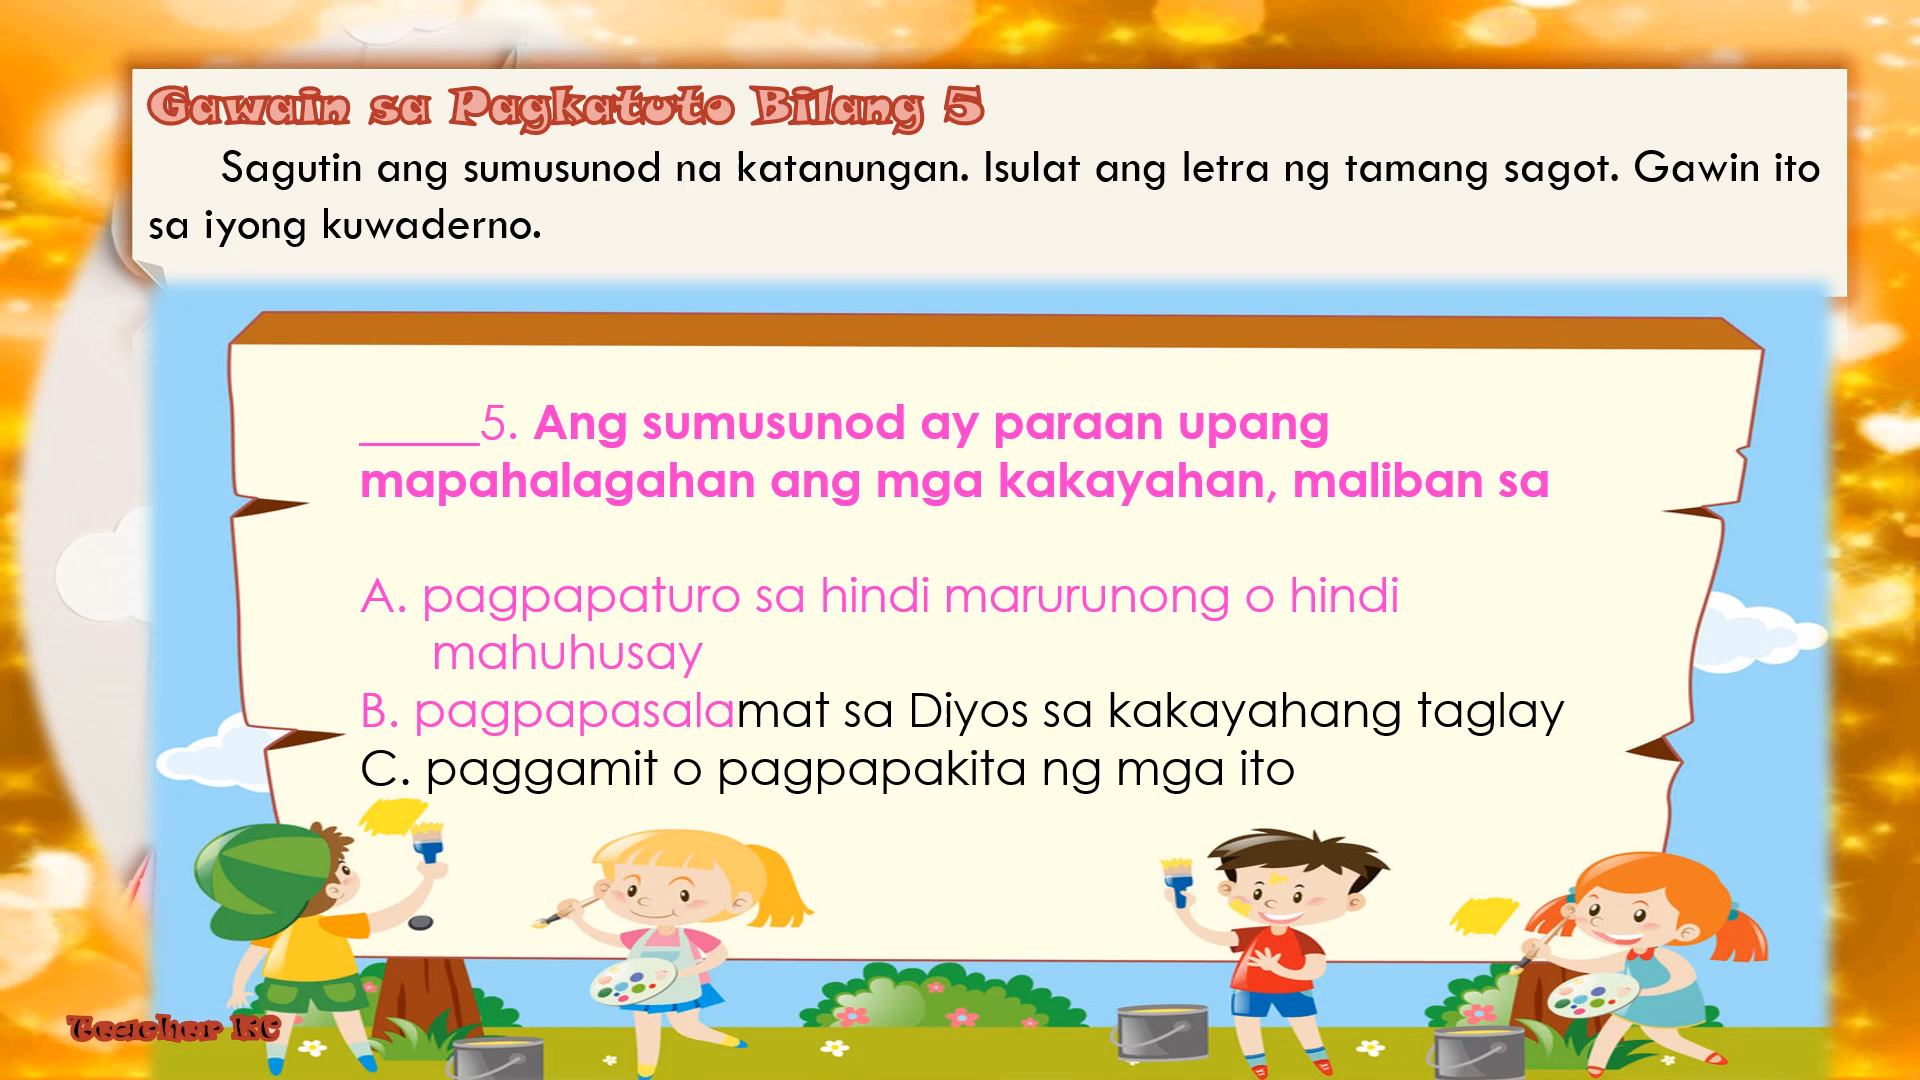 Gawain sa Pagkatuto Bilang 5
Sagutin ang sumusunod na katanungan. Isulat ang letra ng tamang sagot. Gawin ito
sa iyong kuwaderno.
_____5. Ang sumusunod ay paraan upang
mapahalagahan ang mga kakayahan, maliban sa
A. pagpapaturo sa hindi marurunong o hindi
mahuhusay
B. pagpapasalamat sa Diyos sa kakayahang taglay
C. paggamit o pagpapakita ng mga ito
Teacher KC